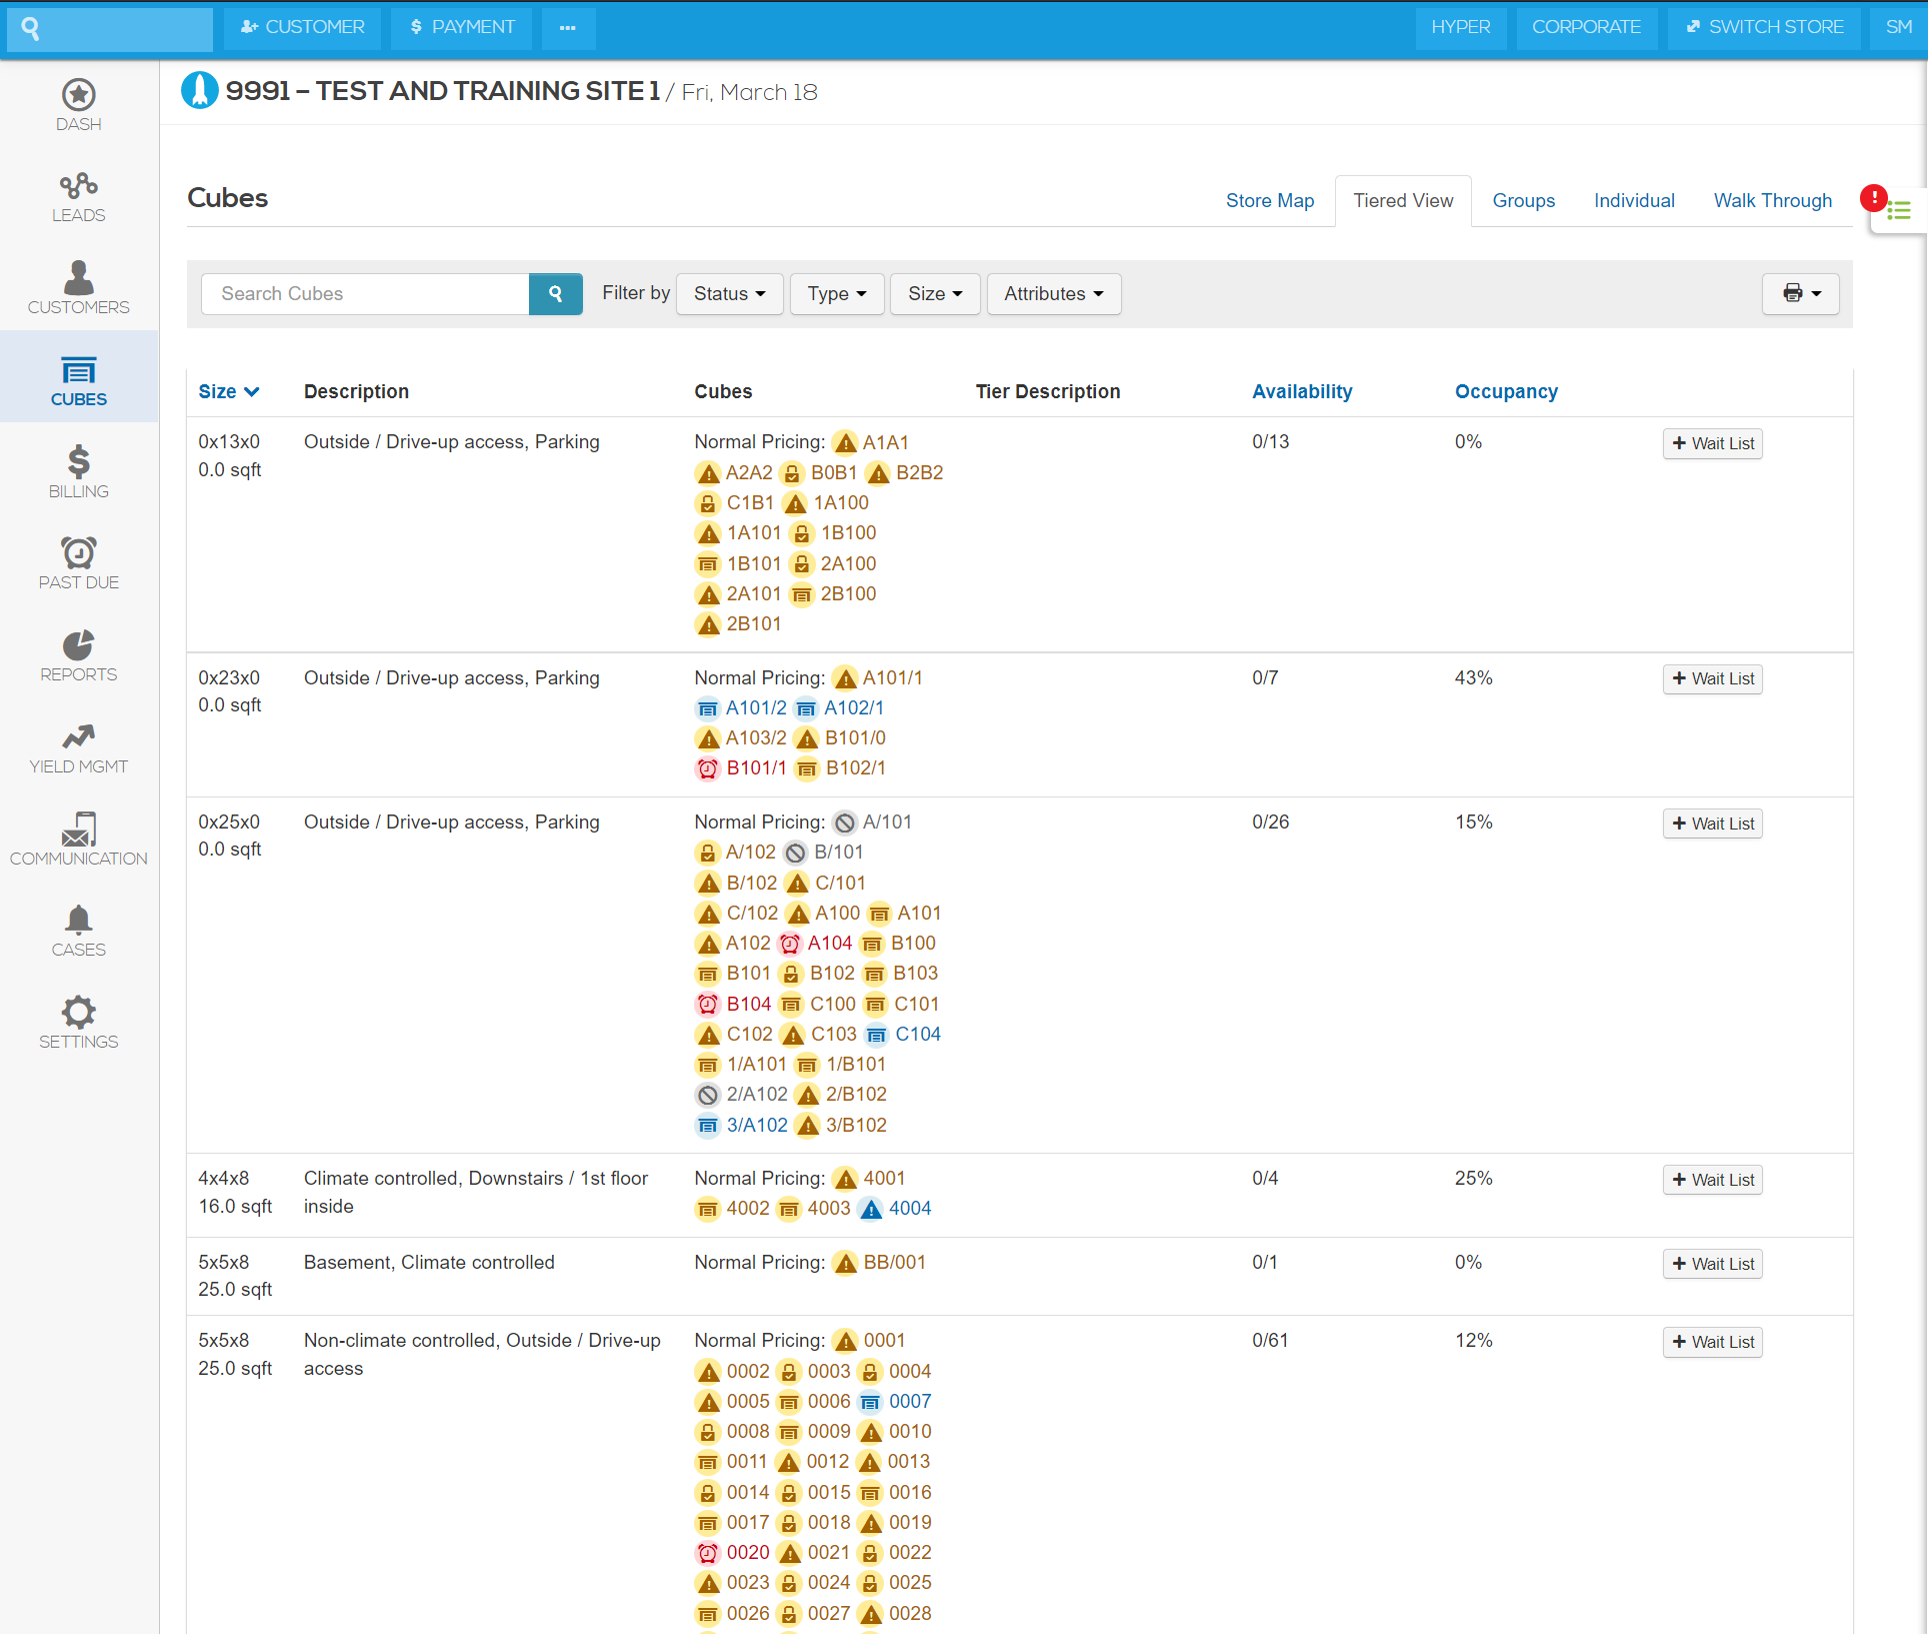 CUSTOMER
$ PAYMENT
...
HYPER
CORPORATE
SWITCH STORE
SM
DASH
LEADS
CUSTOMERS
CUBES
BILLING
PAST DUE
REPORTS
YIELD MGMT
COMMUNICATION
CASES
SETTINGS
9991 – TEST AND TRAINING SITE 1 / Fri, March 18
Cubes
Store Map
Tiered View
Groups
Individual
Walk Through
Search Cubes
Filter by
Status
Type
Size
Attributes
Size Description Cubes Tier Description Availability Occupancy
0x13x0 Outside / Drive-up access, Parking Normal Pricing: A1A1 0/13 0% + Wait List
0.0 sqft
A2A2 B0B1 B2B2
C1B1 1A100
1A101 1B100
1B101 2A100
2A101 2B100
2B101
0x23x0 Outside / Drive-up access, Parking Normal Pricing: A101/1 0/7 43% + Wait List
0.0 sqft A101/2 A102/1
A103/2 B101/0
B101/1 B102/1
0x25x0 Outside / Drive-up access, Parking Normal Pricing: A/101 0/26 15% + Wait List
0.0 sqft A/102 B/101
B/102 C/101
C/102 A100 A101
A102 A104 B100
B101 B102 B103
B104 C100 C101
C102 C103 C104
1/A101 1/B101
2/A102 2/B102
3/A102 3/B102
4x4x8 Climate controlled, Downstairs / 1st floor Normal Pricing: 4001 0/4 25% + Wait List
16.0 sqft inside 4002 4003 4004
5x5x8 Basement, Climate controlled Normal Pricing: BB/001 0/1 0% + Wait List
25.0 sqft
5x5x8 Non-climate controlled, Outside / Drive-up Normal Pricing: 0001 0/61 12% + Wait List
25.0 sqft access 0002 0003 0004
0005 0006 0007
0008 0009 0010
0011 0012 0013
0014 0015 0016
0017 0018 0019
0020 0021 0022
0023 0024 0025
0026 0027 0028